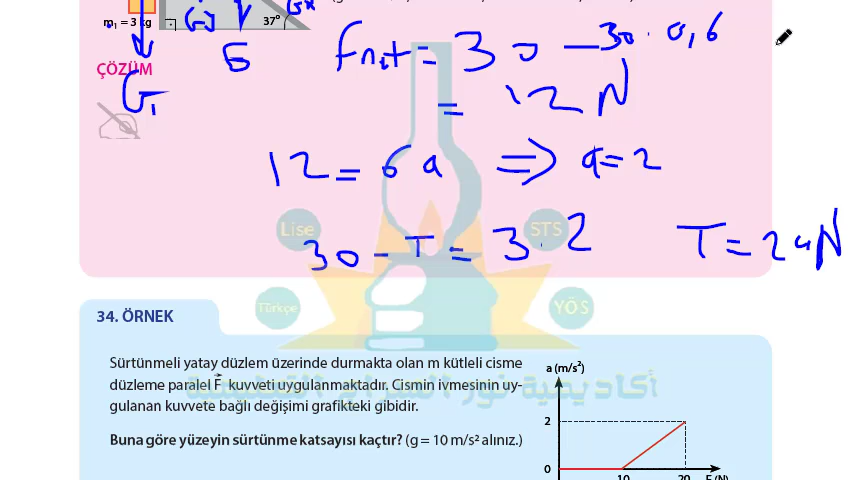 m₁ = 3 kg
37°
Gx
G₁
ÇÖZÜM
Fnet = 30 – 30 · 0,6
= 12 N
12 = 6 a ⇒ a = 2
30 – T = 3 · 2
T = 24 N
Lise
STS
Türkçe
YÖS
34. ÖRNEK
Sürtünmeli yatay düzlem üzerinde durmakta olan m kütleli cisme
düzleme paralel F⃗ kuvveti uygulanmaktadır. Cismin ivmesinin uy-
gulanan kuvvete bağlı değişimi grafikteki gibidir.
Buna göre yüzeyin sürtünme katsayısı kaçtır? (g = 10 m/s² alınız.)
a (m/s²)
2
0
10
20
F (N)